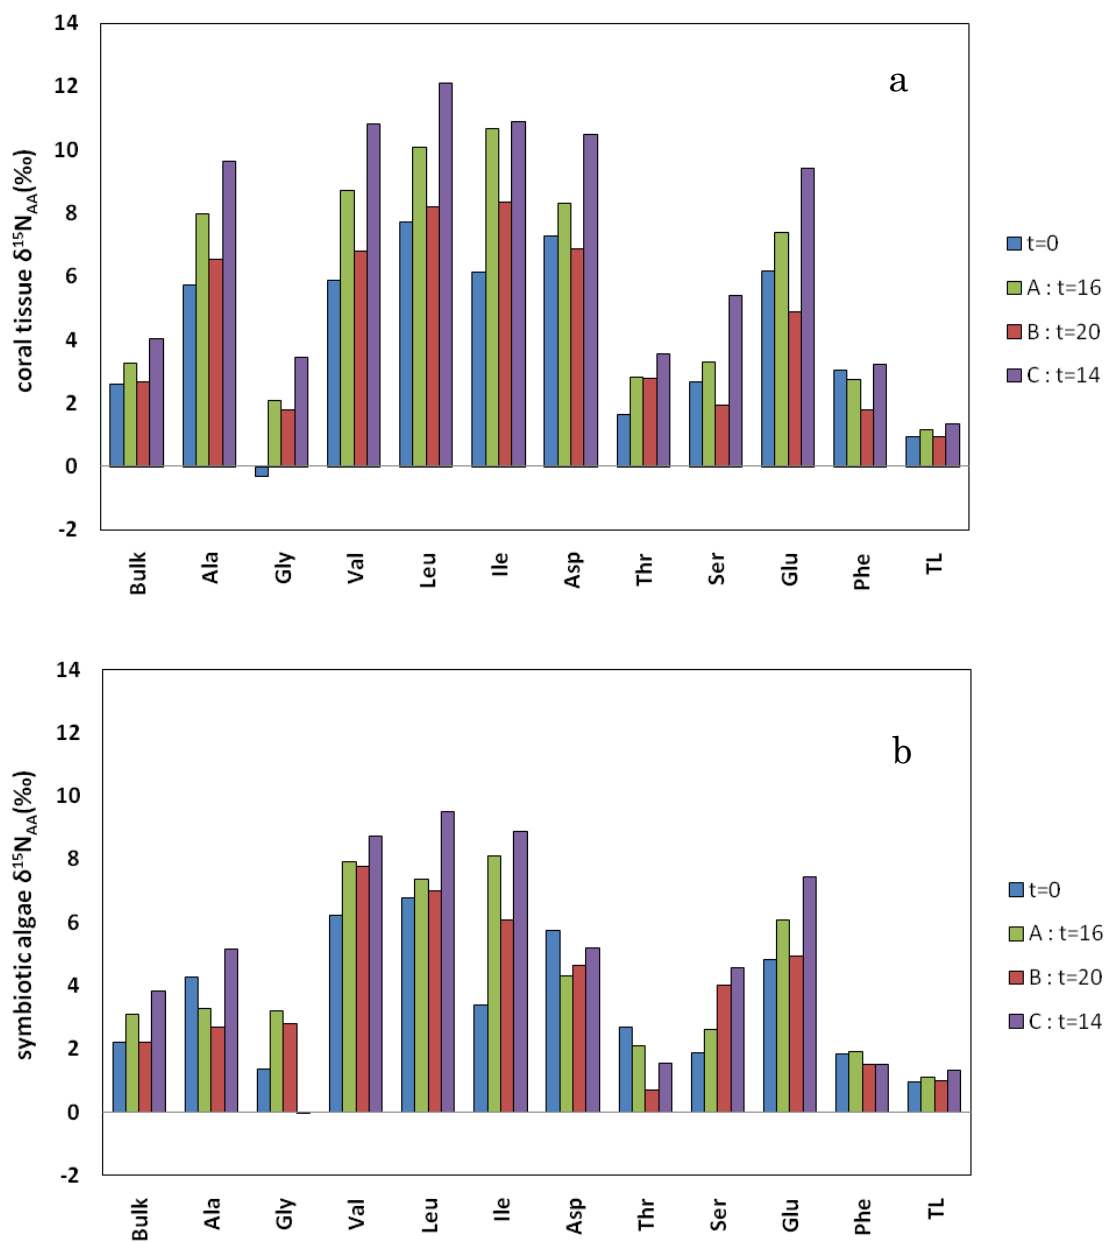 14
12
10
8
6
4
2
0
-2
coral tissue δ¹⁵N_AA(‰)
a
t=0
A : t=16
B : t=20
C : t=14
Bulk
Ala
Gly
Val
Leu
Ile
Asp
Thr
Ser
Glu
Phe
TL
14
12
10
8
6
4
2
0
-2
symbiotic algae δ¹⁵N_AA(‰)
b
t=0
A : t=16
B : t=20
C : t=14
Bulk
Ala
Gly
Val
Leu
Ile
Asp
Thr
Ser
Glu
Phe
TL